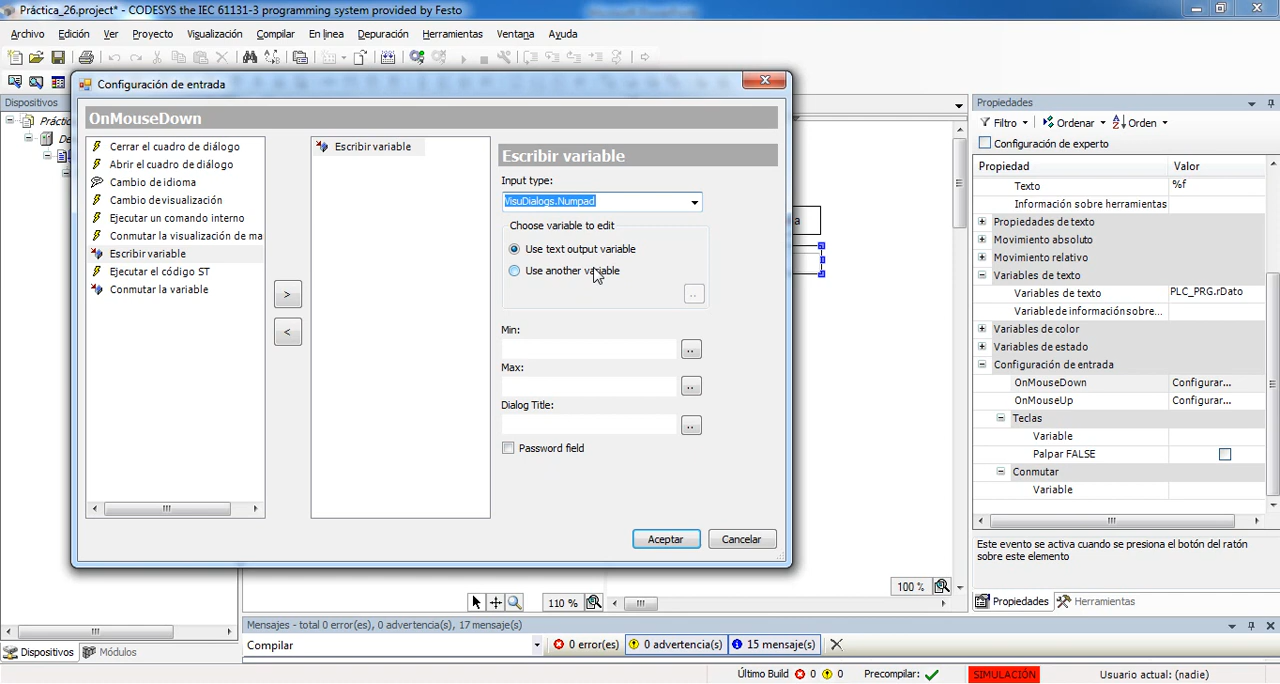 Práctica_26.project* - CODESYS the IEC 61131-3 programming system provided by Festo
Archivo Edición Ver Proyecto Visualización Compilar En línea Depuración Herramientas Ventana Ayuda
Dispositivos
Configuración de entrada
OnMouseDown
Cerrar el cuadro de diálogo
Abrir el cuadro de diálogo
Cambio de idioma
Cambio de visualización
Ejecutar un comando interno
Conmutar la visualización de ma
Escribir variable
Ejecutar el código ST
Conmutar la variable
>
<
Escribir variable
Escribir variable
Input type:
VisuDialogs.Numpad
Choose variable to edit
Use text output variable
Use another variable
..
Min:
..
Max:
..
Dialog Title:
..
Password field
Aceptar Cancelar
a
Propiedades
Filtro Ordenar Orden
Configuración de experto
Propiedad Valor
Texto %f
Información sobre herramientas
Propiedades de texto
Movimiento absoluto
Movimiento relativo
Variables de texto
Variables de texto PLC_PRG.rDato
Variable de información sobre...
Variables de color
Variables de estado
Configuración de entrada
OnMouseDown Configurar...
OnMouseUp Configurar...
Teclas
Variable
Palpar FALSE
Conmutar
Variable
Este evento se activa cuando se presiona el botón del ratón
sobre este elemento
Propiedades Herramientas
110 %
100 %
Dispositivos Módulos
Mensajes - total 0 error(es), 0 advertencia(s), 17 mensaje(s)
Compilar 0 error(es) 0 advertencia(s) 15 mensaje(s)
Último Build 0 0 Precompilar: SIMULACIÓN Usuario actual: (nadie)